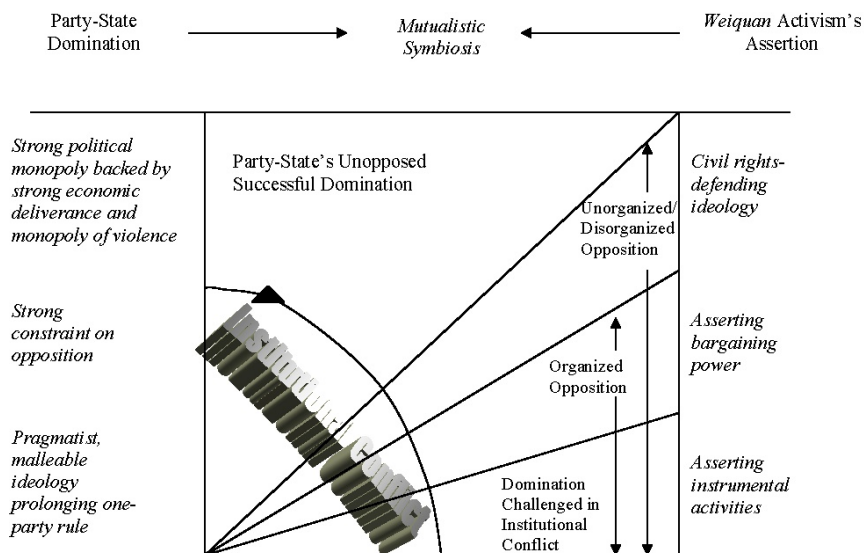 Party-State
Domination
Mutualistic
Symbiosis
Weiquan Activism's
Assertion
Strong political
monopoly backed by
strong economic
deliverance and
monopoly of violence
Party-State's Unopposed
Successful Domination
Civil rights-
defending
ideology
Unorganized/
Disorganized
Opposition
Strong
constraint on
opposition
Institutional Conflict
Organized
Opposition
Asserting
bargaining
power
Pragmatist,
malleable
ideology
prolonging one-
party rule
Domination
Challenged in
Institutional
Conflict
Asserting
instrumental
activities